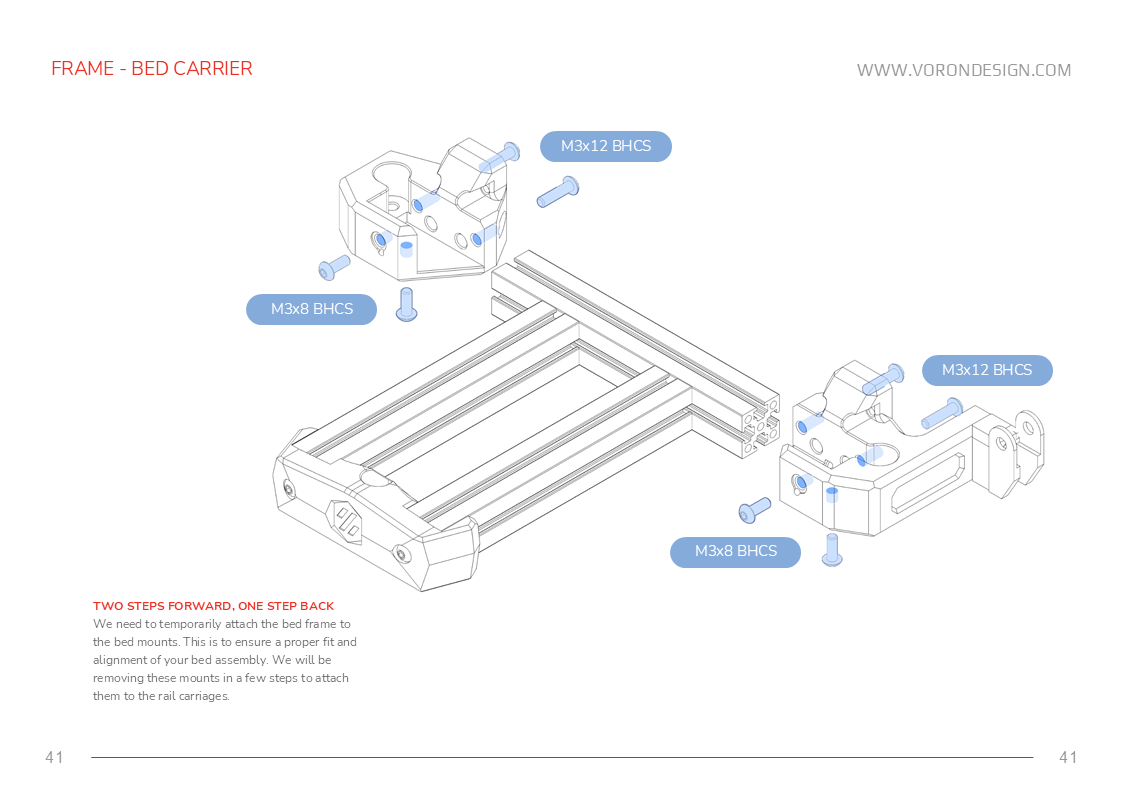 FRAME - BED CARRIER
WWW.VORONDESIGN.COM
M3x12 BHCS
M3x8 BHCS
M3x12 BHCS
M3x8 BHCS
TWO STEPS FORWARD, ONE STEP BACK
We need to temporarily attach the bed frame to
the bed mounts. This is to ensure a proper fit and
alignment of your bed assembly. We will be
removing these mounts in a few steps to attach
them to the rail carriages.
41
41